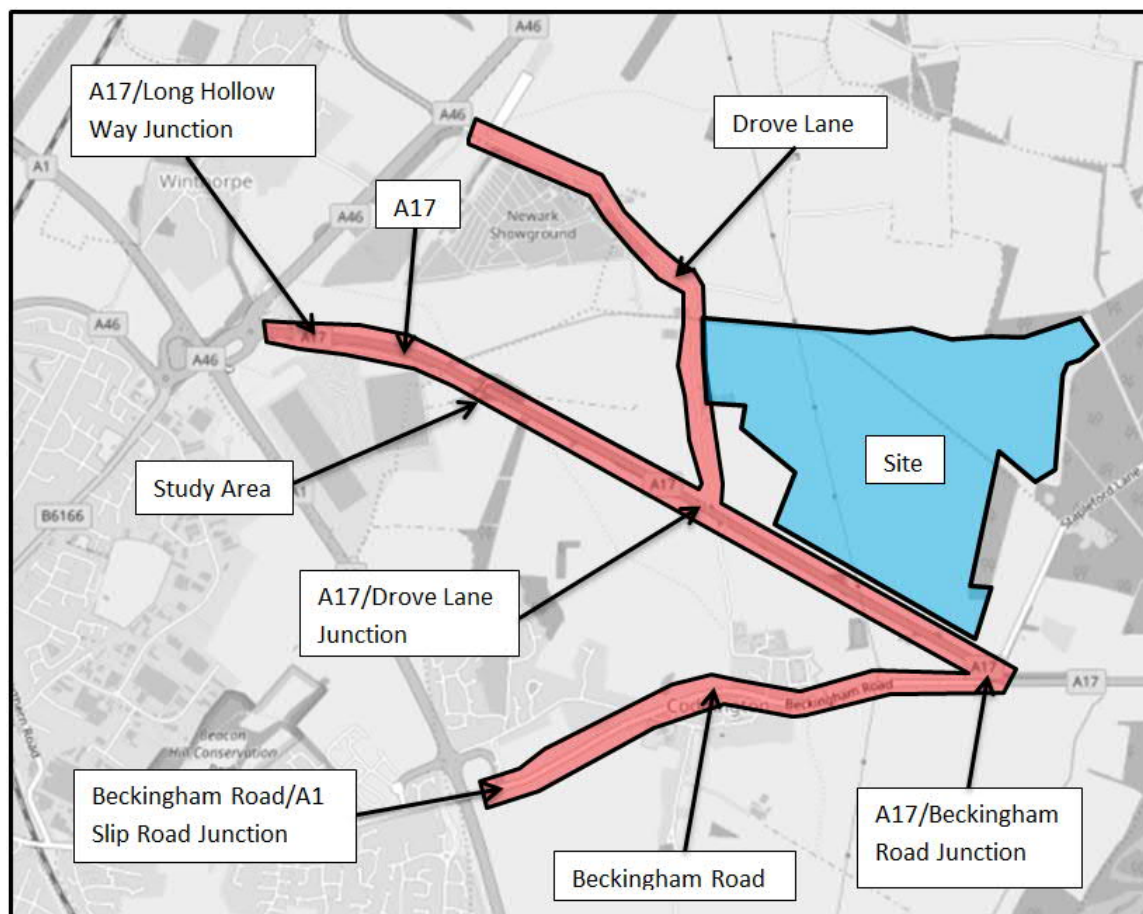 A46
A17/Long Hollow
Way Junction
A46
Drove Lane
A1
Winthorpe
A17
A46
Newark
Showground
A46
A17
A46
Site
Study Area
A17
A1
B6166
Stapleford Lane
A17/Drove Lane
Junction
A17
A17
Beckingham Road
Beacon
Hill Conservation
Beckingham Road/A1
Slip Road Junction
A17/Beckingham
Road Junction
Beckingham Road